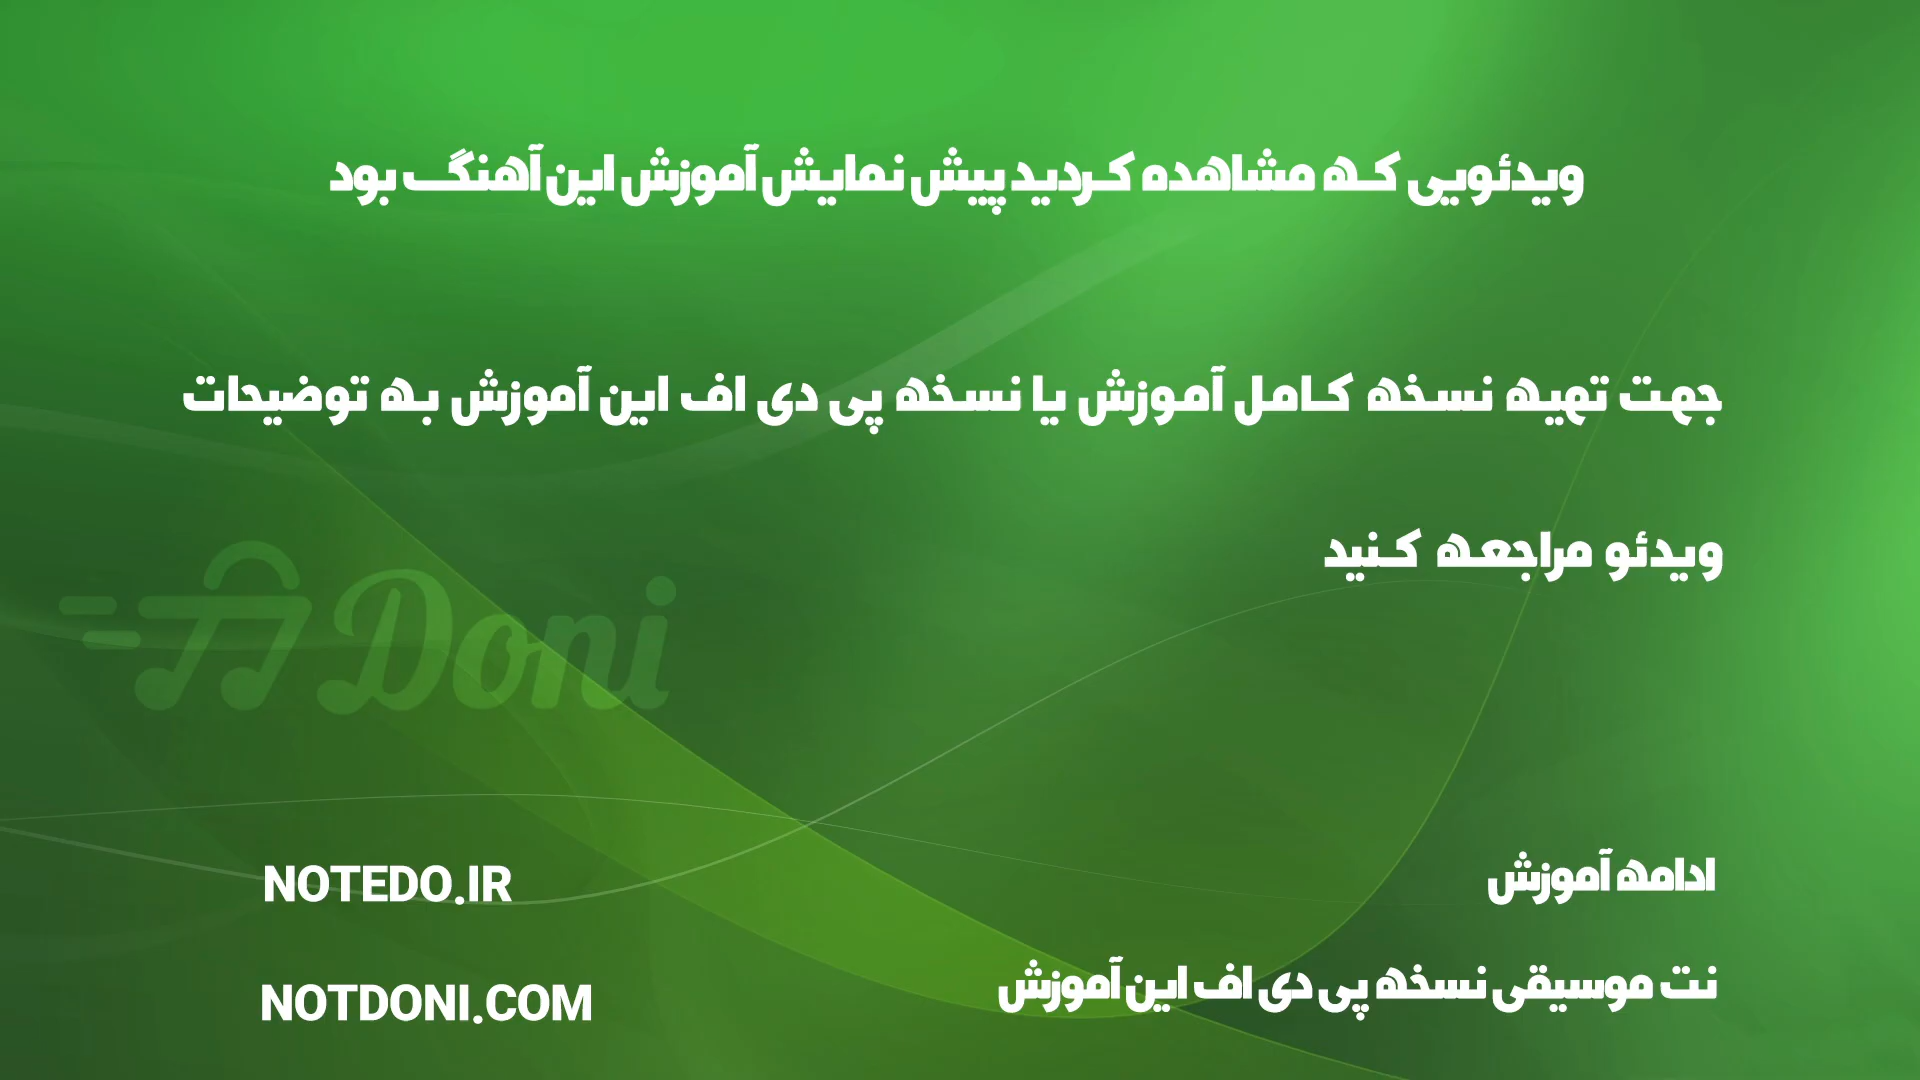 ویدئویی که مشاهده کردید پیش نمایش آموزش این آهنگ بود
جهت تهیه نسخه کامل آموزش یا نسخه پی دی اف این آموزش به توضیحات
ویدئو مراجعه کنید
Doni
ادامه آموزش
NOTEDO.IR
نت موسیقی نسخه پی دی اف این آموزش
NOTDONI.COM